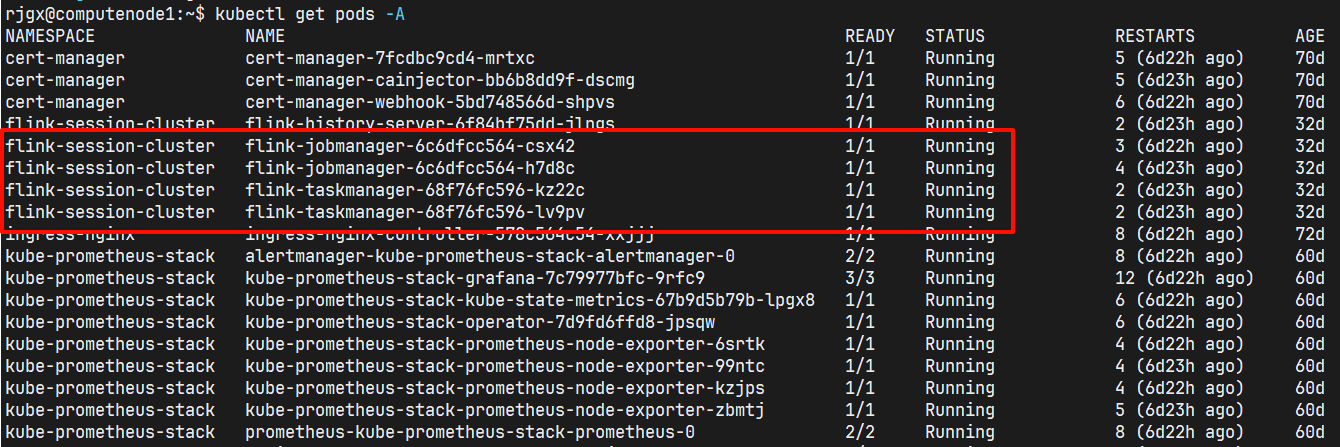 rjgx@computenode1:~$ kubectl get pods -A
NAMESPACE NAME READY STATUS RESTARTS AGE
cert-manager cert-manager-7fcdbc9cd4-mrtxc 1/1 Running 5 (6d22h ago) 70d
cert-manager cert-manager-cainjector-bb6b8dd9f-dscmg 1/1 Running 5 (6d23h ago) 70d
cert-manager cert-manager-webhook-5bd748566d-shpvs 1/1 Running 6 (6d22h ago) 70d
flink-session-cluster flink-history-server-6f84bf75dd-jlngs 1/1 Running 2 (6d23h ago) 32d
flink-session-cluster flink-jobmanager-6c6dfcc564-csx42 1/1 Running 3 (6d22h ago) 32d
flink-session-cluster flink-jobmanager-6c6dfcc564-h7d8c 1/1 Running 4 (6d23h ago) 32d
flink-session-cluster flink-taskmanager-68f76fc596-kz22c 1/1 Running 2 (6d23h ago) 32d
flink-session-cluster flink-taskmanager-68f76fc596-lv9pv 1/1 Running 2 (6d23h ago) 32d
ingress-nginx 1/1 Running 8 (6d22h ago) 72d
kube-prometheus-stack alertmanager-kube-prometheus-stack-alertmanager-0 2/2 Running 8 (6d22h ago) 60d
kube-prometheus-stack kube-prometheus-stack-grafana-7c79977bfc-9rfc9 3/3 Running 12 (6d22h ago) 60d
kube-prometheus-stack kube-prometheus-stack-kube-state-metrics-67b9d5b79b-lpgx8 1/1 Running 6 (6d22h ago) 60d
kube-prometheus-stack kube-prometheus-stack-operator-7d9fd6ffd8-jpsqw 1/1 Running 6 (6d22h ago) 60d
kube-prometheus-stack kube-prometheus-stack-prometheus-node-exporter-6srtk 1/1 Running 4 (6d22h ago) 60d
kube-prometheus-stack kube-prometheus-stack-prometheus-node-exporter-99ntc 1/1 Running 4 (6d23h ago) 60d
kube-prometheus-stack kube-prometheus-stack-prometheus-node-exporter-kzjps 1/1 Running 4 (6d22h ago) 60d
kube-prometheus-stack kube-prometheus-stack-prometheus-node-exporter-zbmtj 1/1 Running 5 (6d23h ago) 60d
kube-prometheus-stack prometheus-kube-prometheus-stack-prometheus-0 2/2 Running 8 (6d22h ago) 60d